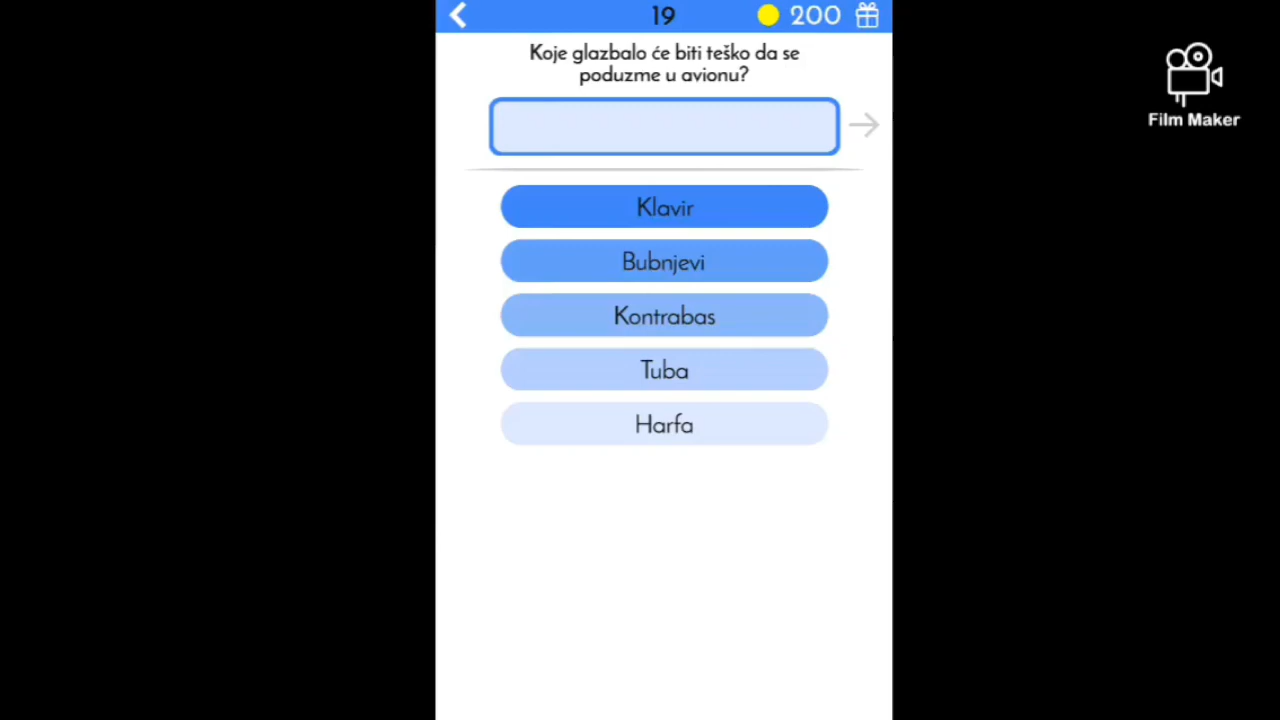 19
200
Koje glazbalo će biti teško da se
poduzme u avionu?
Klavir
Bubnjevi
Kontrabas
Tuba
Harfa
Film Maker